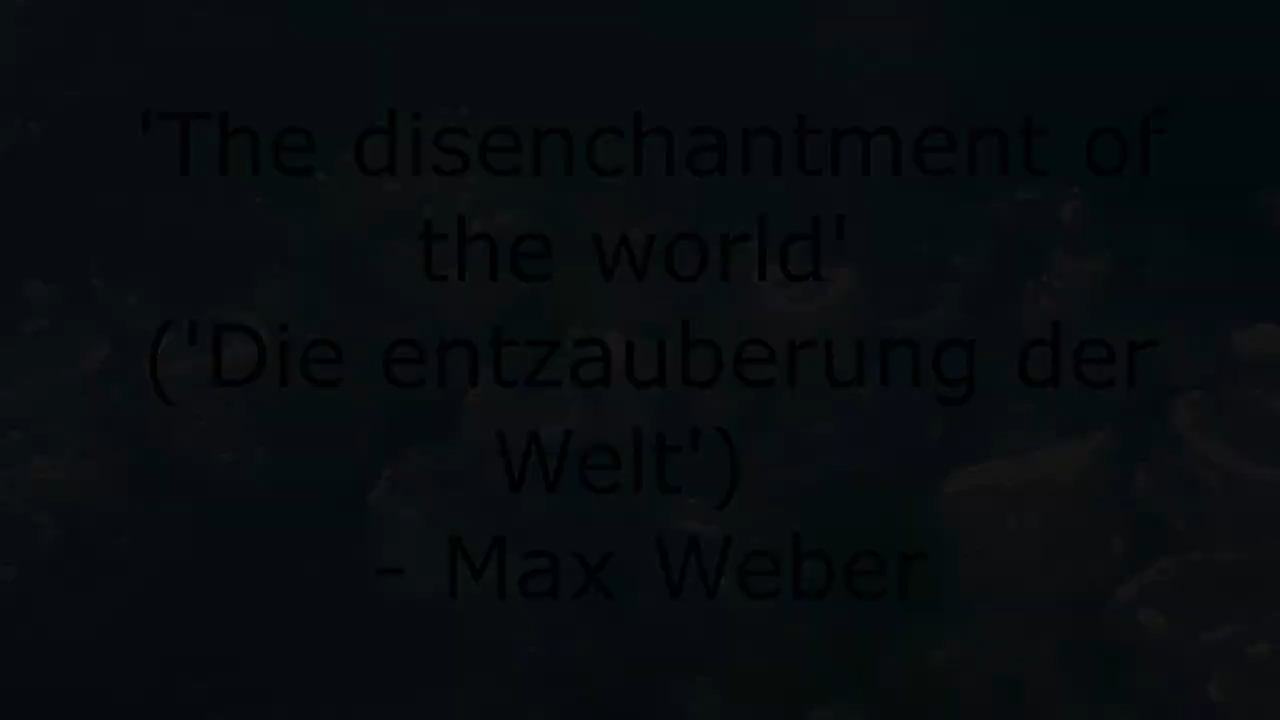 'The disenchantment of
the world'
('Die entzauberung der
Welt')
- Max Weber